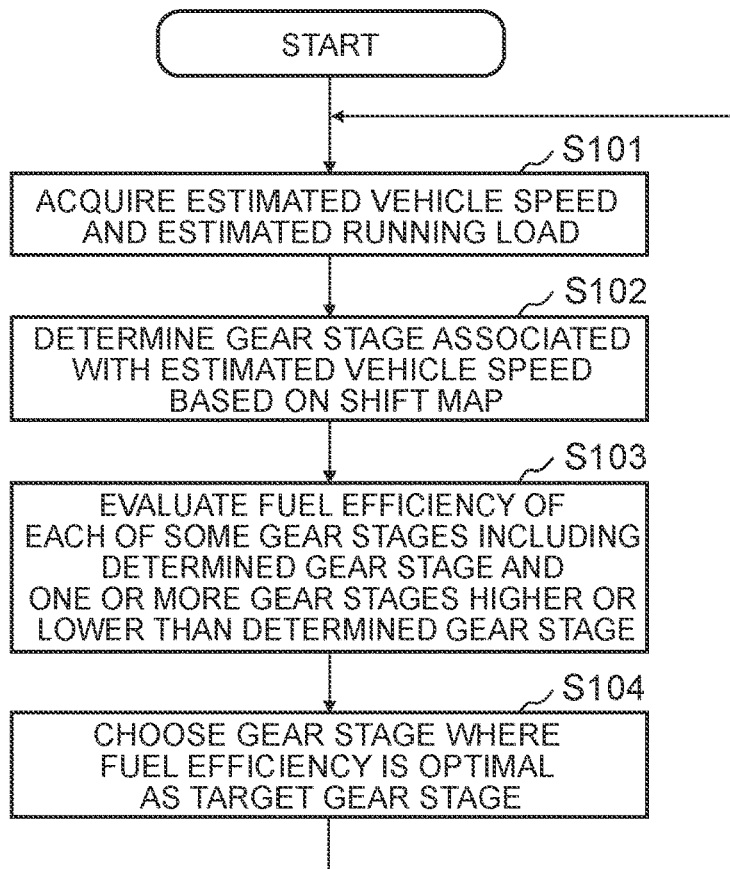 START
S101
ACQUIRE ESTIMATED VEHICLE SPEED
AND ESTIMATED RUNNING LOAD
S102
DETERMINE GEAR STAGE ASSOCIATED
WITH ESTIMATED VEHICLE SPEED
BASED ON SHIFT MAP
S103
EVALUATE FUEL EFFICIENCY OF
EACH OF SOME GEAR STAGES INCLUDING
DETERMINED GEAR STAGE AND
ONE OR MORE GEAR STAGES HIGHER OR
LOWER THAN DETERMINED GEAR STAGE
S104
CHOOSE GEAR STAGE WHERE
FUEL EFFICIENCY IS OPTIMAL
AS TARGET GEAR STAGE